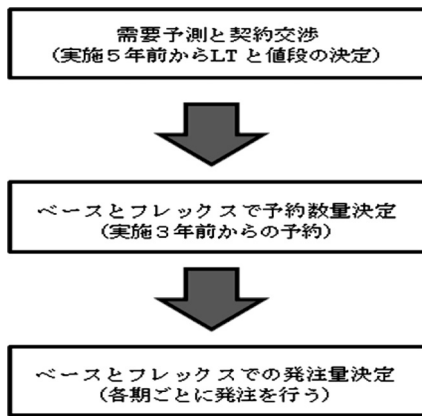 需要予測と契約交渉
(実施５年前からLTと値段の決定)
ベースとフレックスで予約数量決定
(実施３年前からの予約)
ベースとフレックスでの発注量決定
(各期ごとに発注を行う)